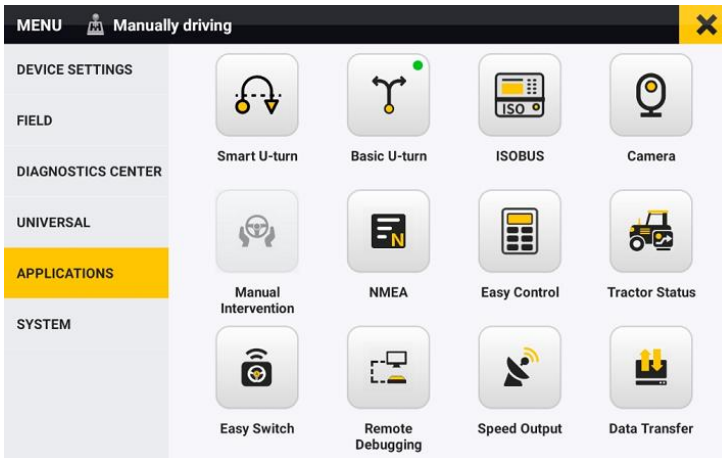 MENU Manually driving
DEVICE SETTINGS
FIELD
DIAGNOSTICS CENTER
UNIVERSAL
APPLICATIONS
SYSTEM
Smart U-turn
Basic U-turn
ISO
ISOBUS
Camera
Manual
Intervention
N
NMEA
Easy Control
Tractor Status
Easy Switch
Remote
Debugging
Speed Output
Data Transfer